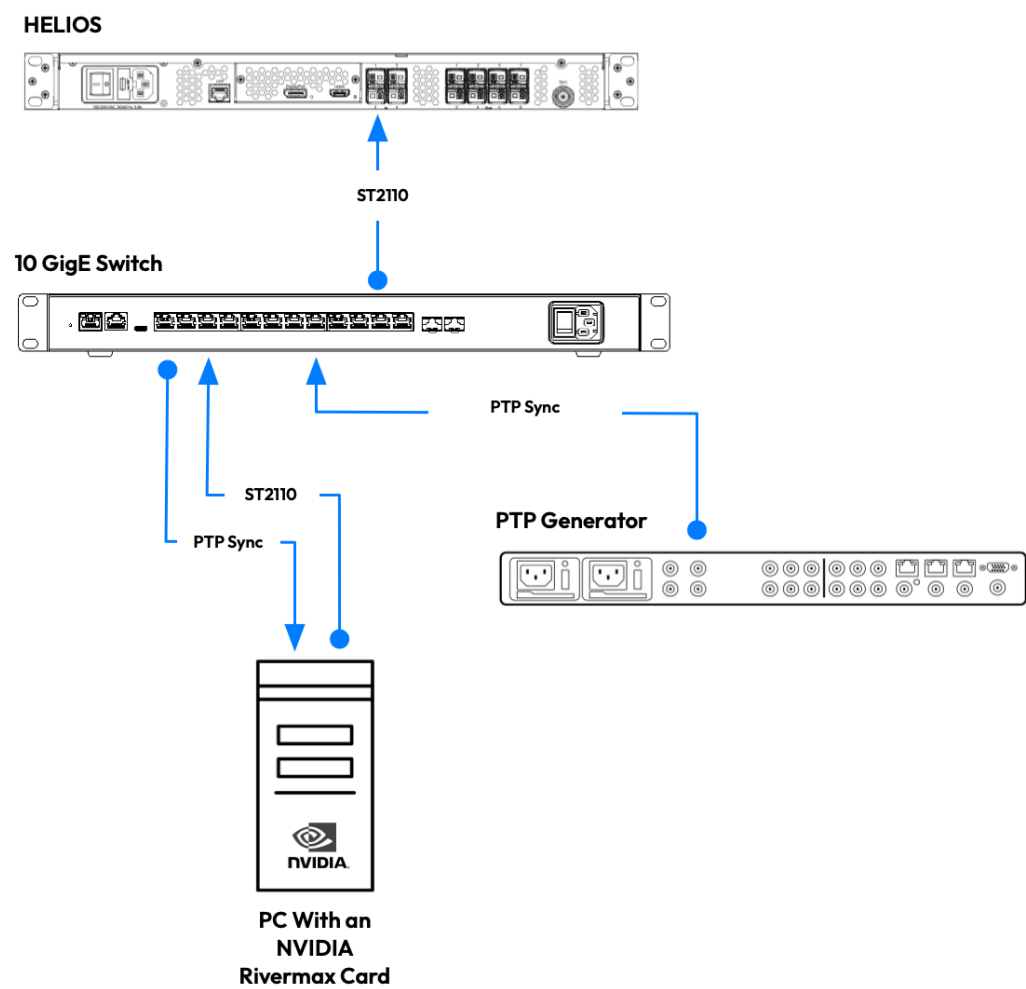 HELIOS
ST2110
10 GigE Switch
PTP Sync
ST2110
PTP Generator
PTP Sync
NVIDIA
PC With an
NVIDIA
Rivermax Card